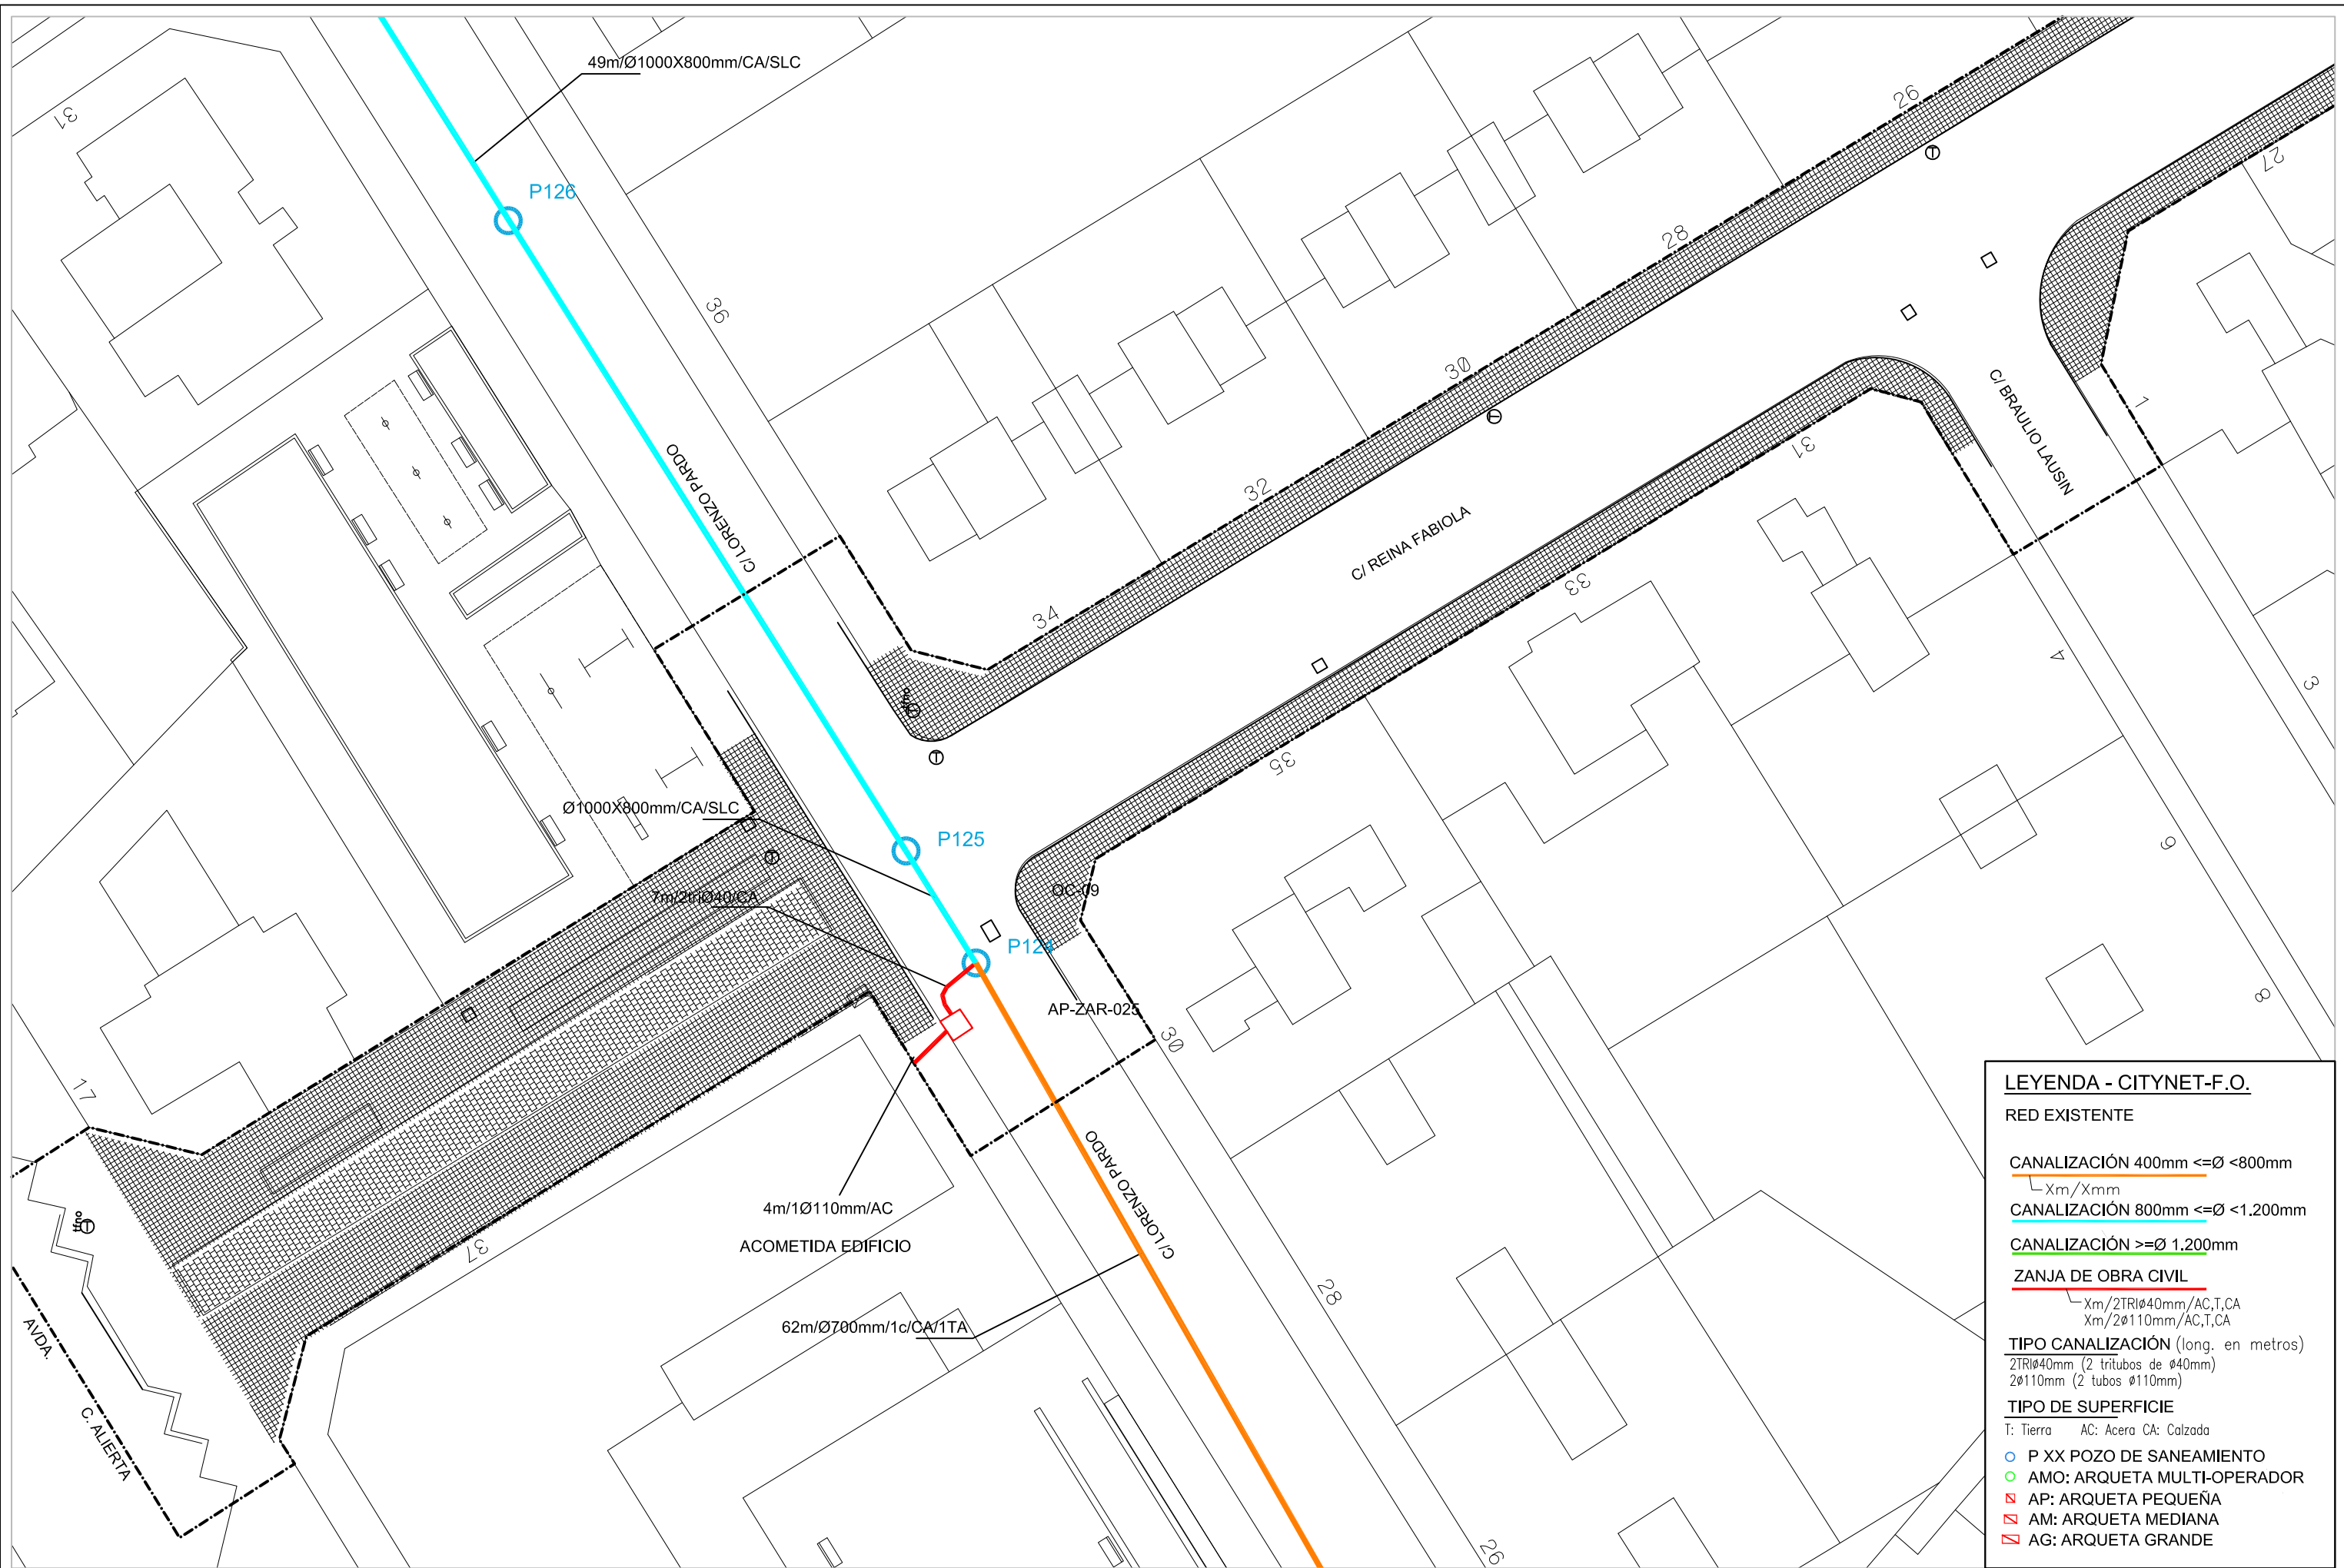 49m/Ø1000X800mm/CA/SLC
31
P126
26
27
36
28
30
C/ BRAULIO LAUSIN
1
C/ LORENZO PARDO
32
31
C/ REINA FABIOLA
34
33
4
3
tfno
35
Ø1000X800mm/CA/SLC
P125
6
7m/2triØ40/CA
OC-09
P124
AP-ZAR-025
30
8
17
tfno
4m/1Ø110mm/AC
ACOMETIDA EDIFICIO
37
C/ LORENZO PARDO
28
62m/Ø700mm/1c/CA/1TA
AVDA.
C. ALIERTA
26
LEYENDA - CITYNET-F.O.
RED EXISTENTE
CANALIZACIÓN 400mm <=Ø <800mm
Xm/Xmm
CANALIZACIÓN 800mm <=Ø <1.200mm
CANALIZACIÓN >=Ø 1.200mm
ZANJA DE OBRA CIVIL
Xm/2TRIø40mm/AC,T,CA
Xm/2ø110mm/AC,T,CA
TIPO CANALIZACIÓN (long. en metros)
2TRIø40mm (2 tritubos de ø40mm)
2ø110mm (2 tubos ø110mm)
TIPO DE SUPERFICIE
T: Tierra AC: Acera CA: Calzada
P XX POZO DE SANEAMIENTO
AMO: ARQUETA MULTI-OPERADOR
AP: ARQUETA PEQUEÑA
AM: ARQUETA MEDIANA
AG: ARQUETA GRANDE